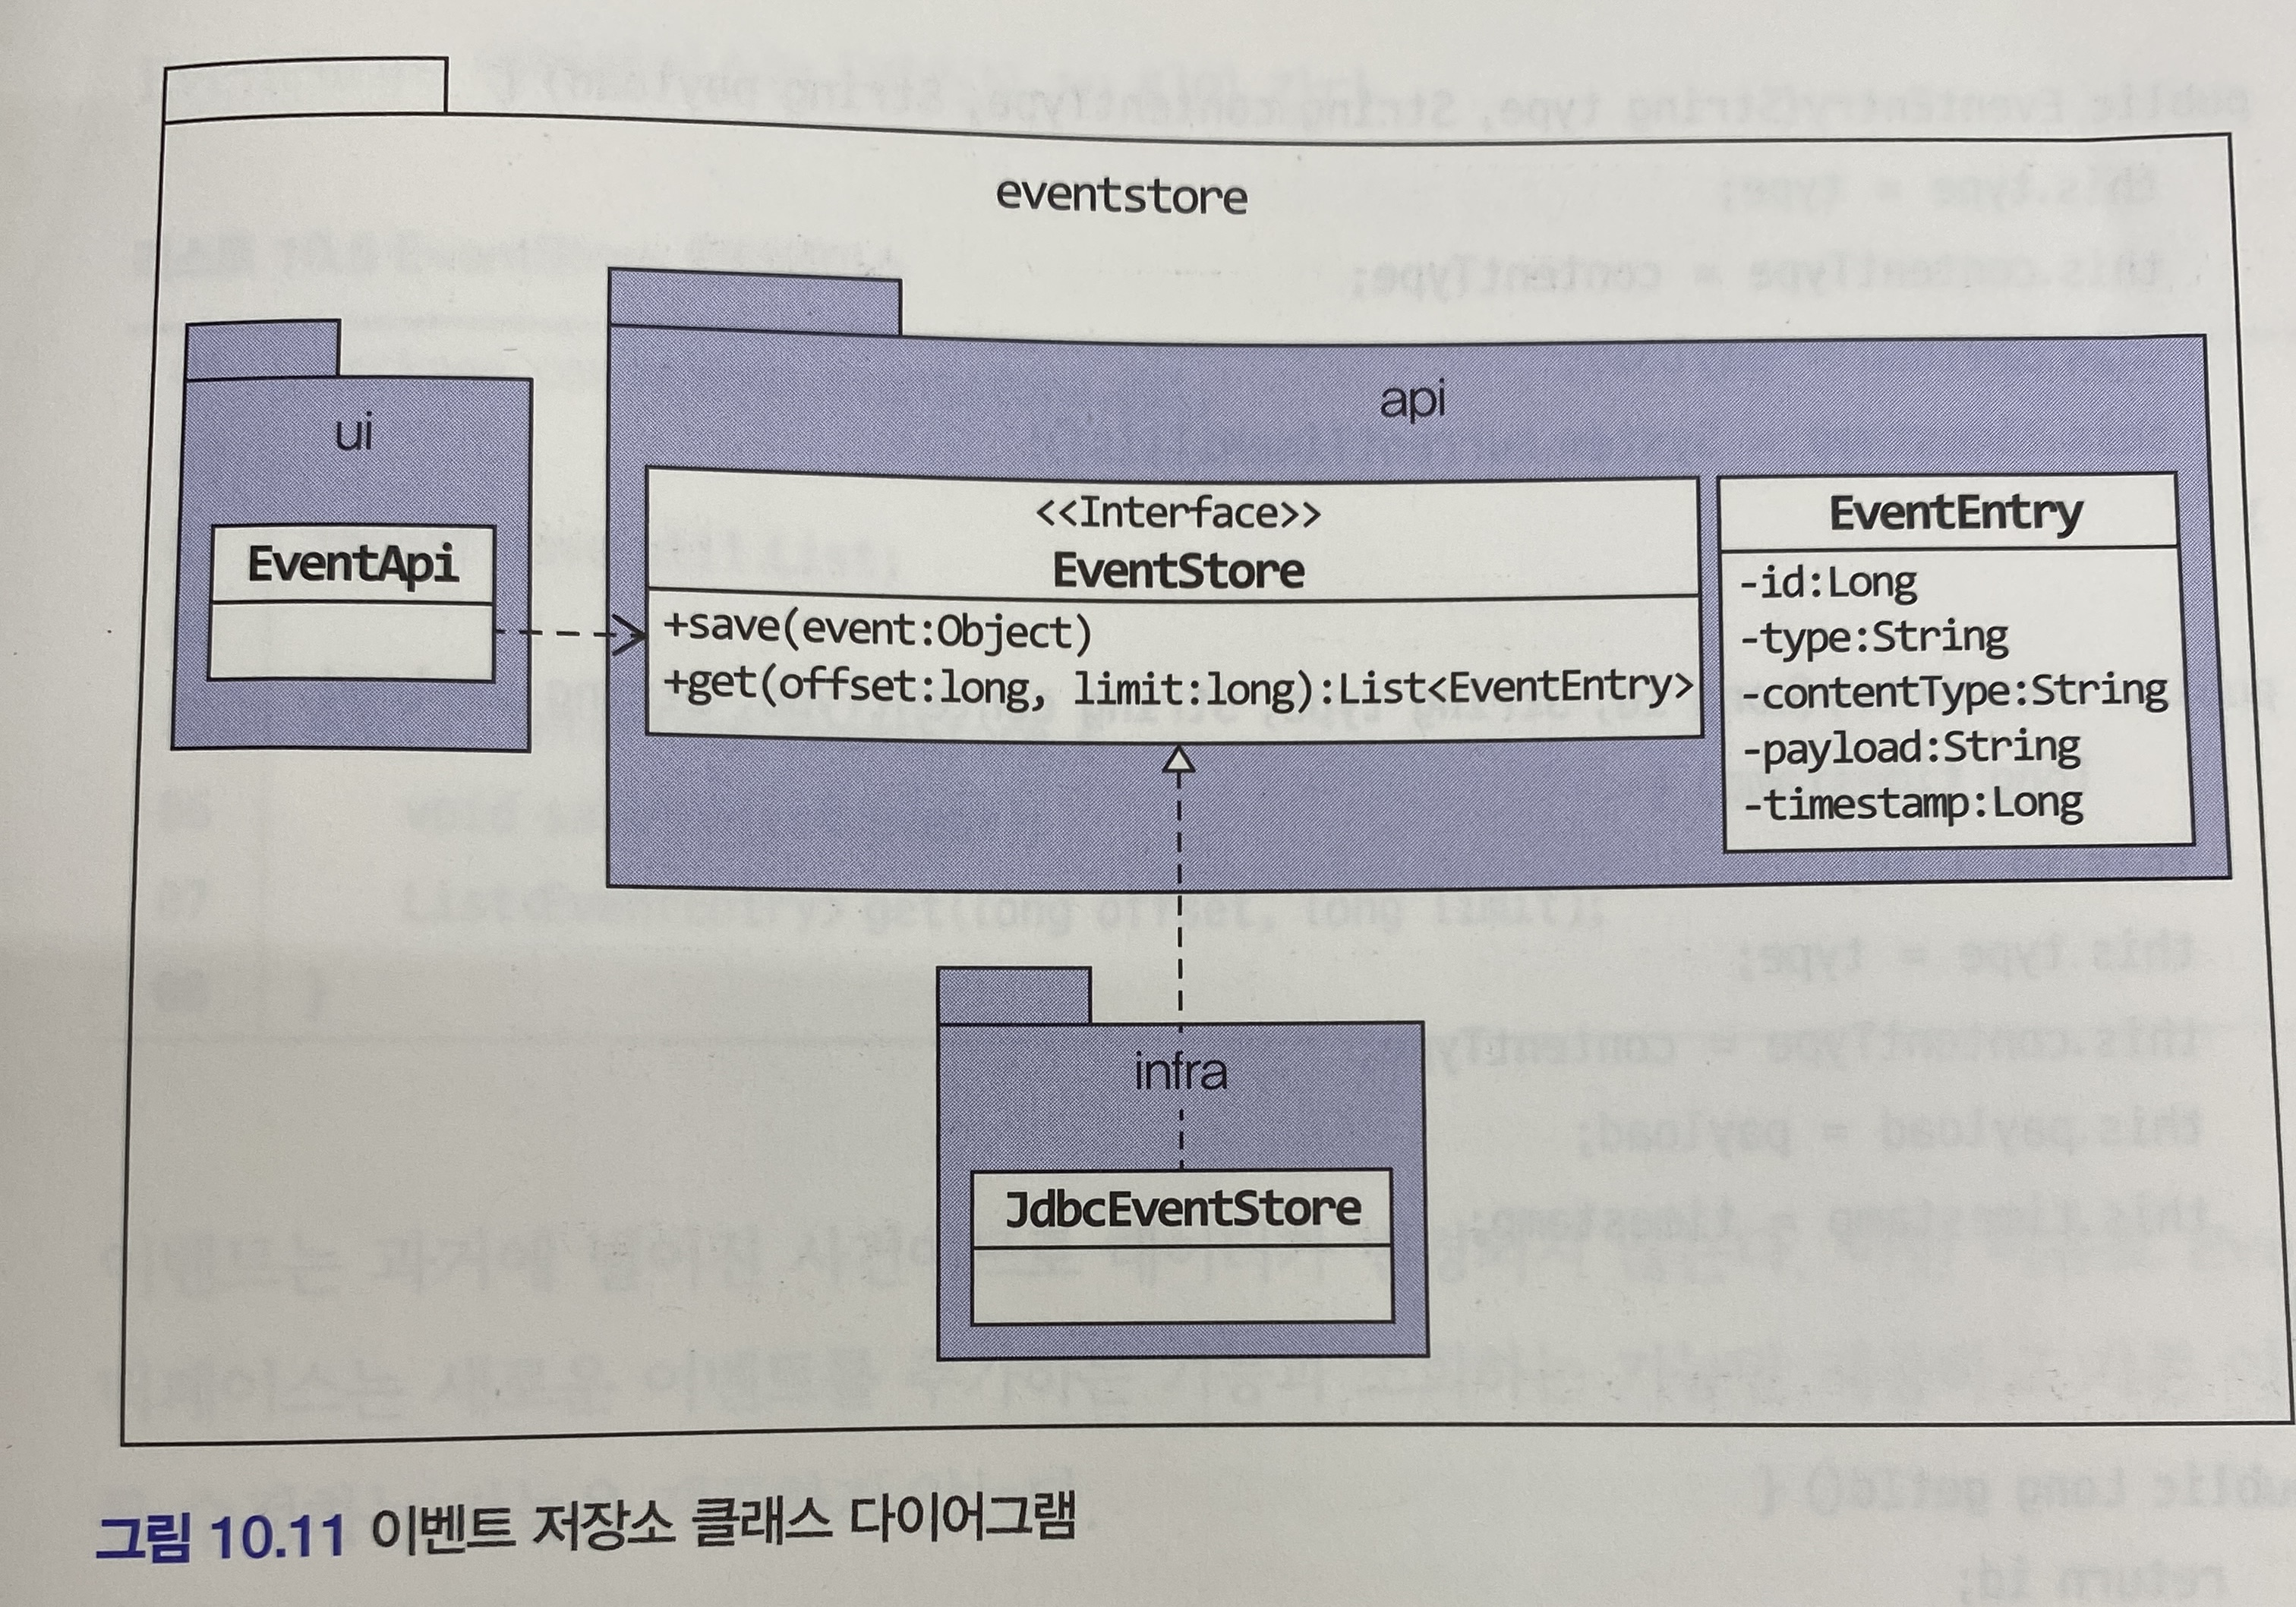 eventstore
ui
EventApi
api
<<Interface>>
EventStore
+save(event:Object)
+get(offset:long, limit:long):List<EventEntry>
EventEntry
-id:Long
-type:String
-contentType:String
-payload:String
-timestamp:Long
infra
JdbcEventStore
그림 10.11 이벤트 저장소 클래스 다이어그램